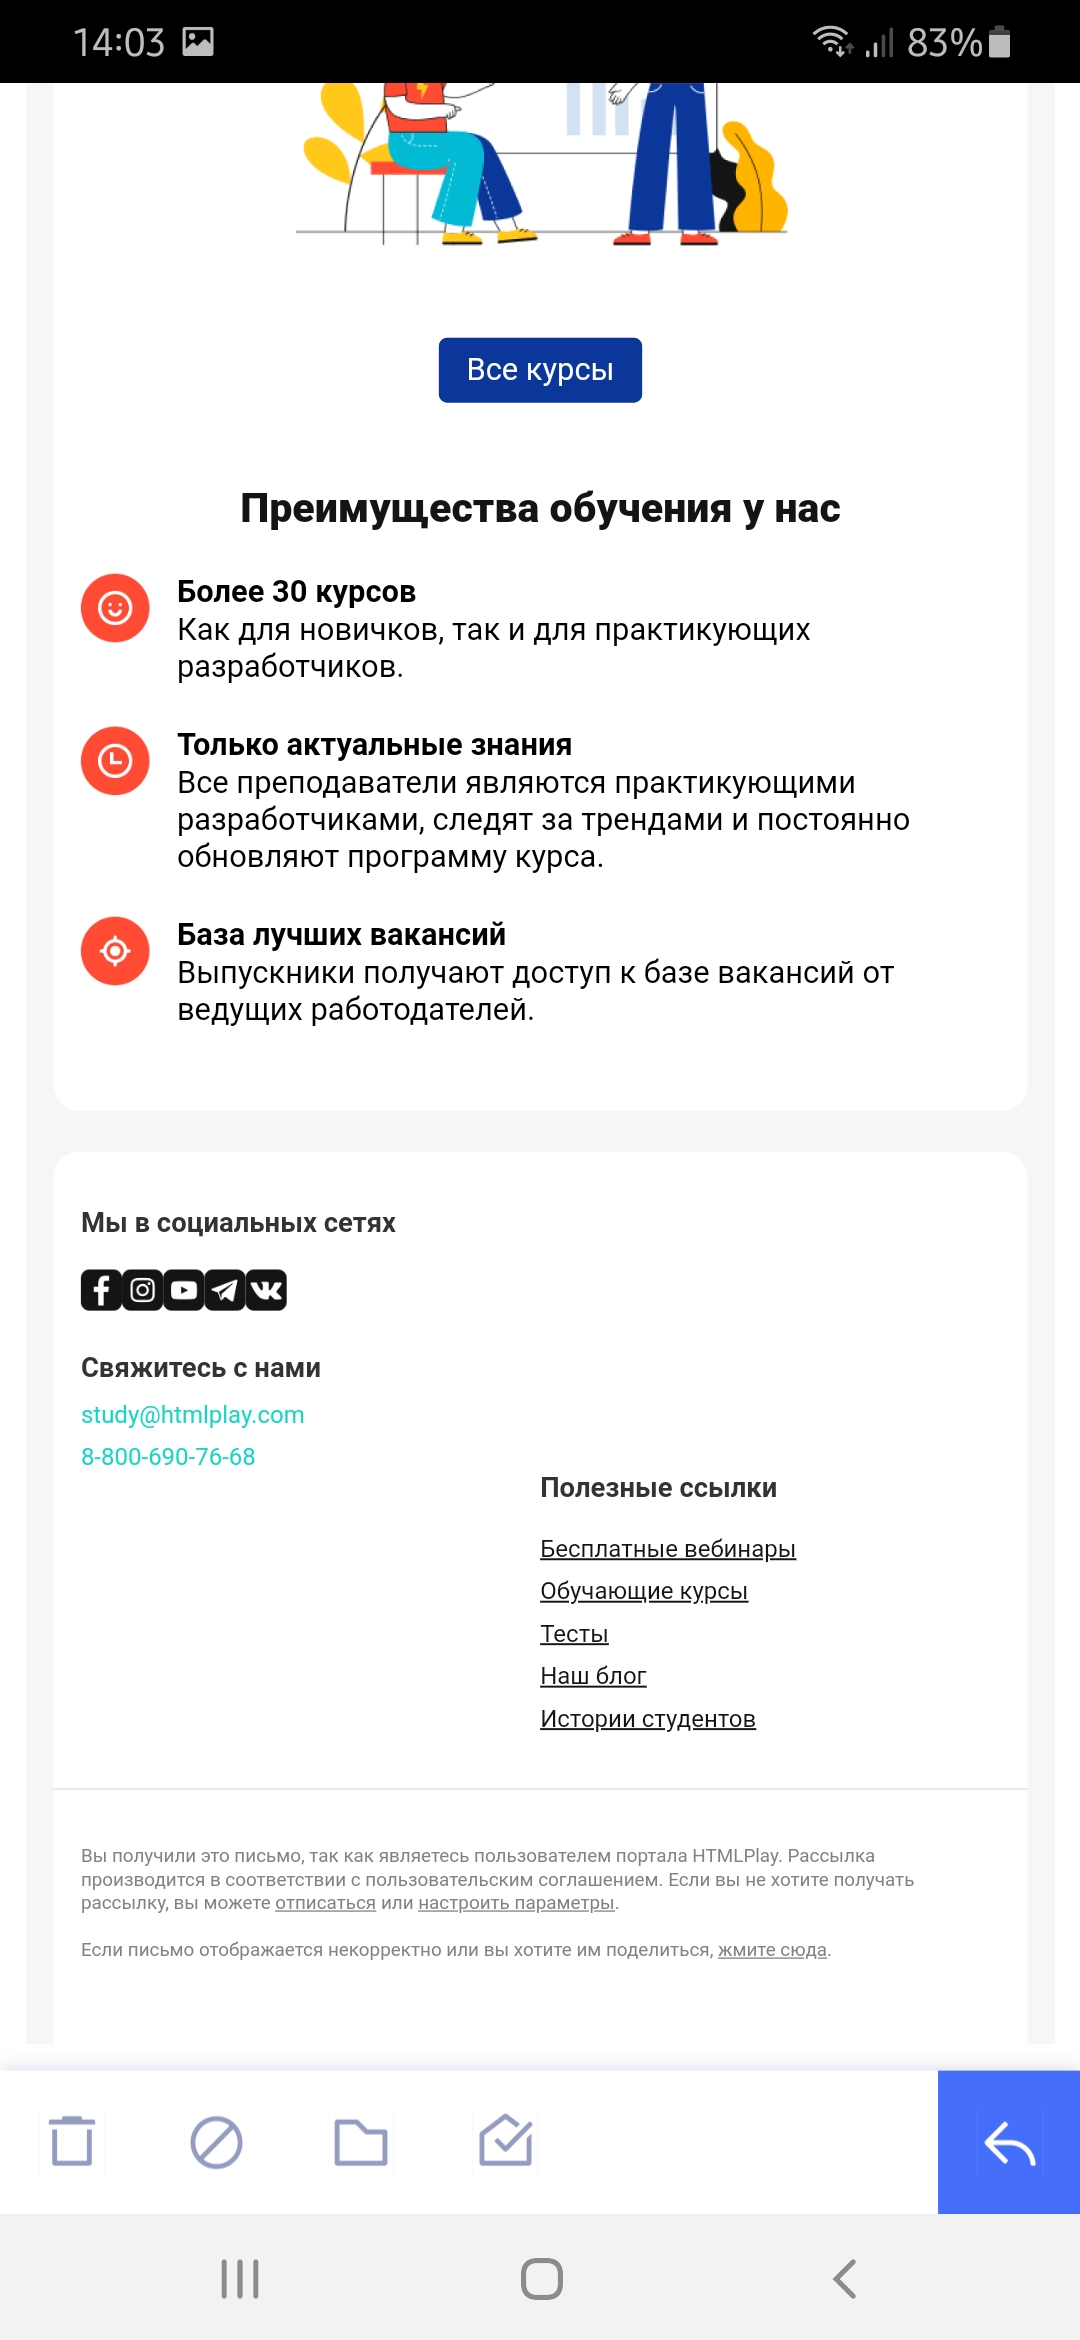 14:03
83%
Все курсы
Преимущества обучения у нас
Более 30 курсов
Как для новичков, так и для практикующих
разработчиков.
Только актуальные знания
Все преподаватели являются практикующими
разработчиками, следят за трендами и постоянно
обновляют программу курса.
База лучших вакансий
Выпускники получают доступ к базе вакансий от
ведущих работодателей.
Мы в социальных сетях
Свяжитесь с нами
study@htmlplay.com
8-800-690-76-68
Полезные ссылки
Бесплатные вебинары
Обучающие курсы
Тесты
Наш блог
Истории студентов
Вы получили это письмо, так как являетесь пользователем портала HTMLPlay. Рассылка
производится в соответствии с пользовательским соглашением. Если вы не хотите получать
рассылку, вы можете отписаться или настроить параметры.
Если письмо отображается некорректно или вы хотите им поделиться, жмите сюда.